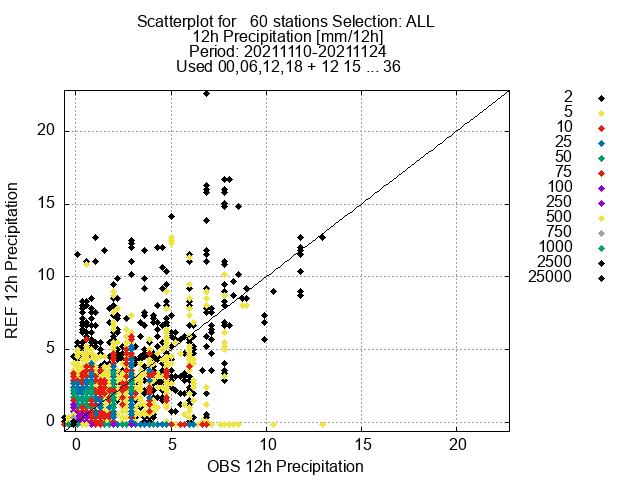 Scatterplot for   60 stations Selection: ALL
12h Precipitation [mm/12h]
Period: 20211110-20211124
Used 00,06,12,18 + 12 15 ... 36
2
5
10
25
50
75
100
250
500
750
1000
2500
25000
REF 12h Precipitation
20
15
10
5
0
0 5 10 15 20
OBS 12h Precipitation